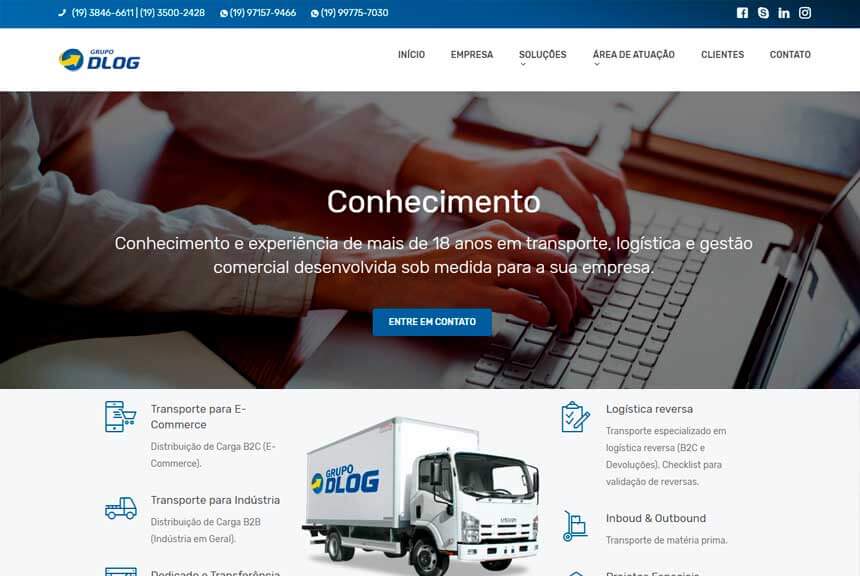 (19) 3846-6611 | (19) 3500-2428 (19) 97157-9466 (19) 99775-7030
GRUPO
DLOG
INÍCIO EMPRESA SOLUÇÕES ÁREA DE ATUAÇÃO CLIENTES CONTATO
Conhecimento
Conhecimento e experiência de mais de 18 anos em transporte, logística e gestão
comercial desenvolvida sob medida para a sua empresa.
ENTRE EM CONTATO
Transporte para E-
Commerce
Distribuição de Carga B2C (E-
Commerce).
Transporte para Indústria
Distribuição de Carga B2B
(Indústria em Geral).
Dedicado e Transferência
GRUPO
DLOG
Logística reversa
Transporte especializado em
logística reversa (B2C e
Devoluções). Checklist para
validação de reversas.
Inboud & Outbound
Transporte de matéria prima.
Projetos Especiais